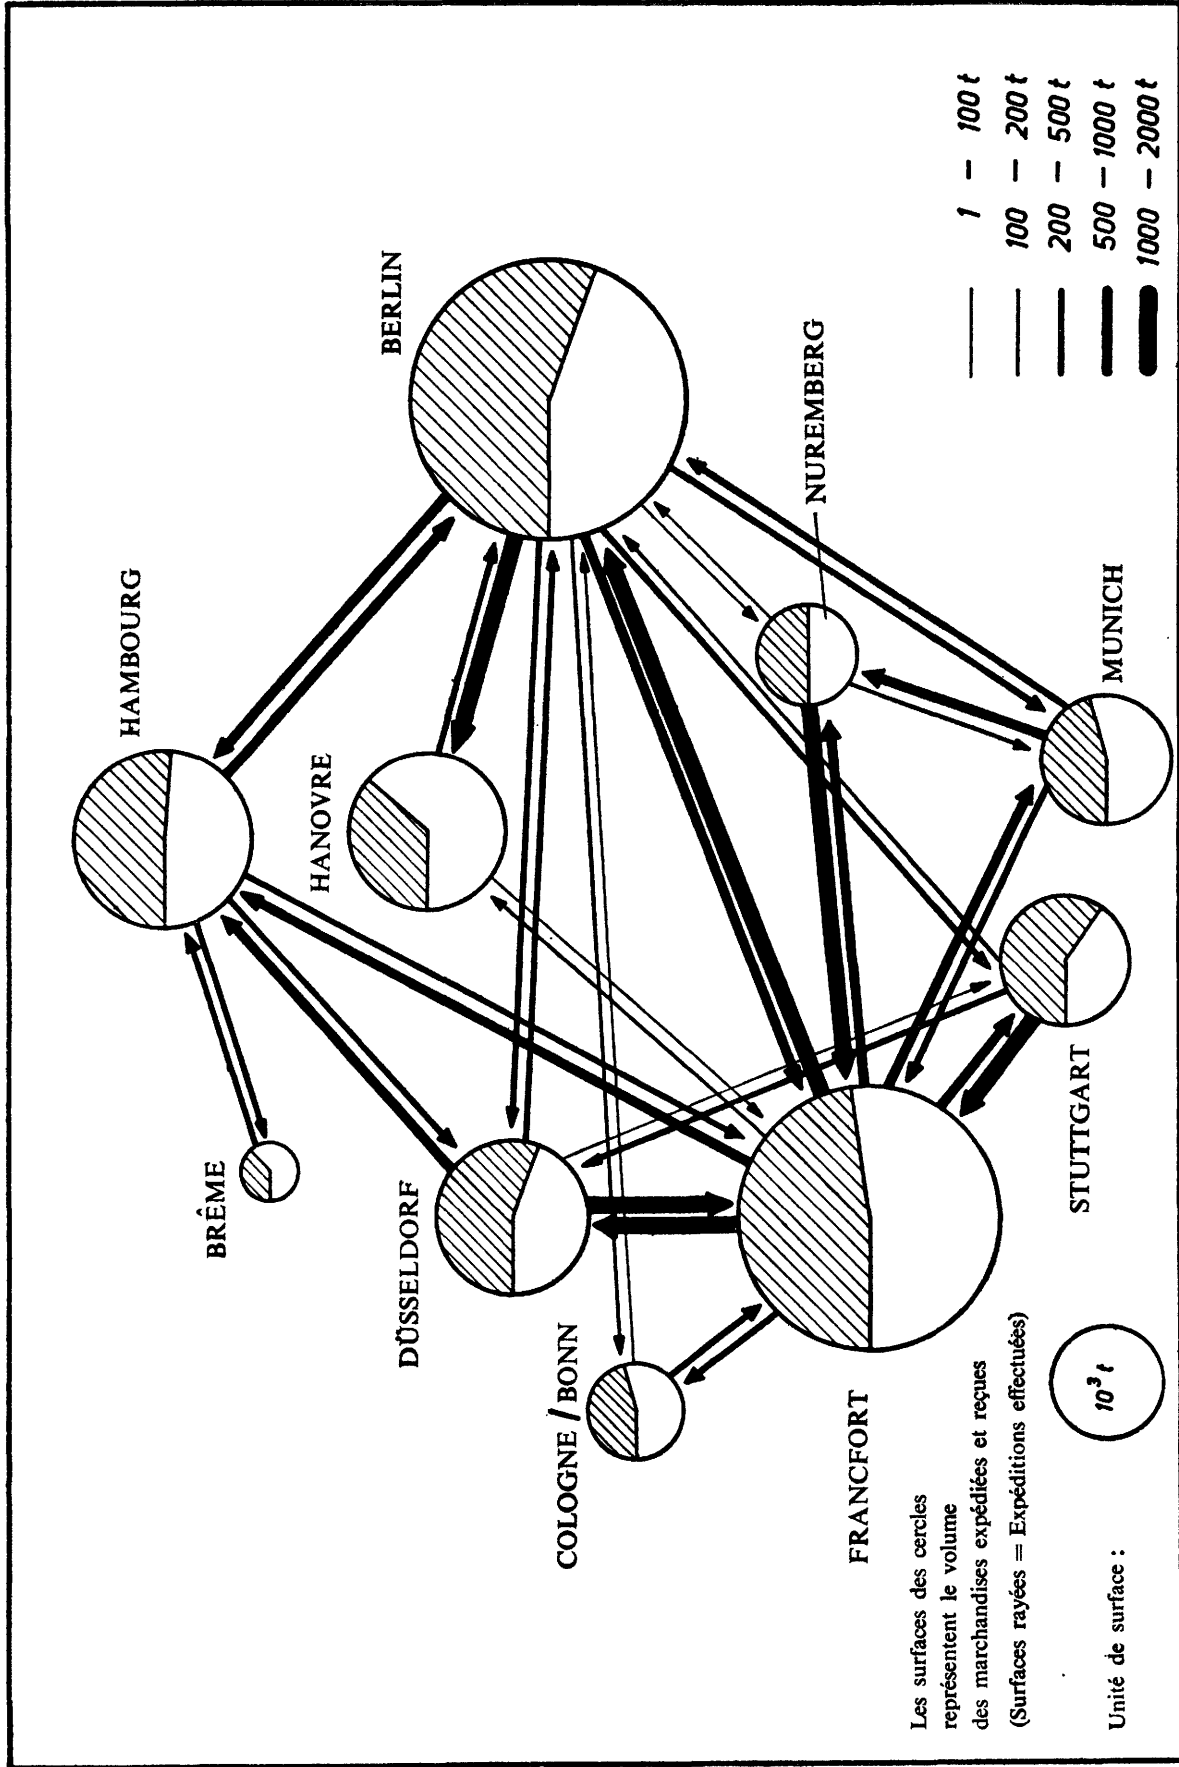 HAMBOURG
BRÊME
HANOVRE
BERLIN
DÜSSELDORF
COLOGNE / BONN
NUREMBERG
FRANCFORT
STUTTGART
MUNICH
Les surfaces des cercles
représentent le volume
des marchandises expédiées et reçues
(Surfaces rayées = Expéditions effectuées)
Unité de surface :
10³ t
1 – 100 t
100 – 200 t
200 – 500 t
500 – 1000 t
1000 – 2000 t